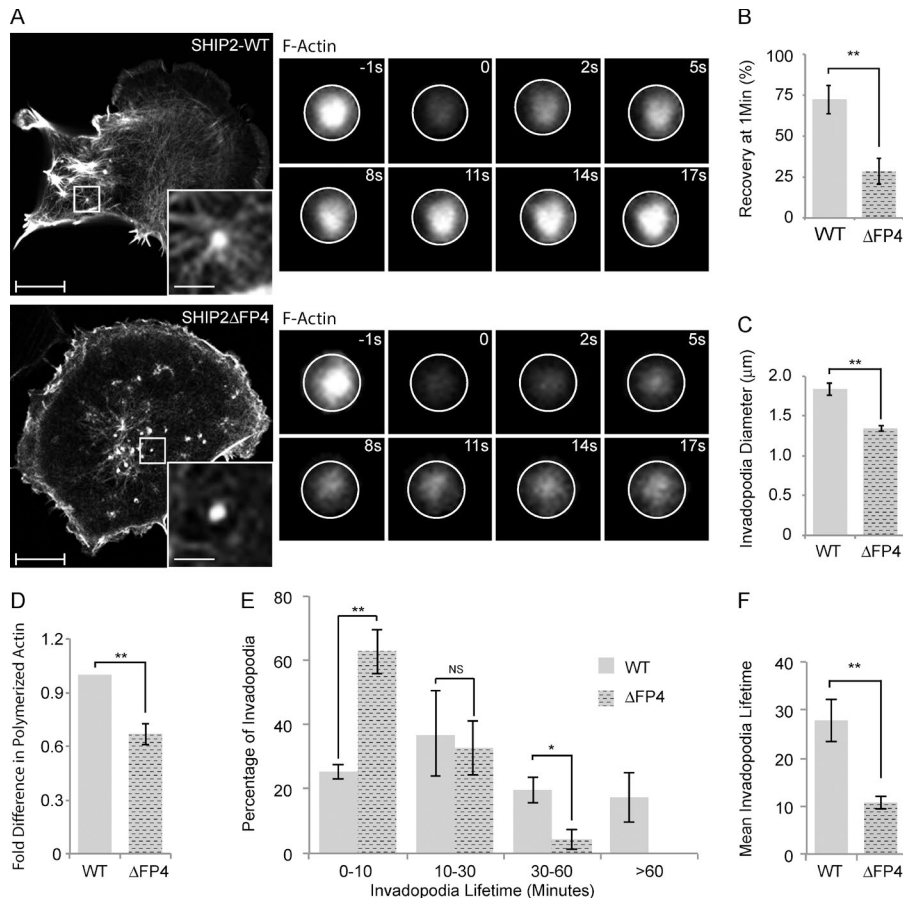 A
SHIP2-WT
F-Actin
-1s
0
2s
5s
8s
11s
14s
17s
SHIP2ΔFP4
F-Actin
-1s
0
2s
5s
8s
11s
14s
17s
B
Recovery at 1Min (%)
100
75
50
25
0
**
WT
ΔFP4
C
Invadopodia Diameter (μm)
2.0
1.5
1.0
0.5
0
**
WT
ΔFP4
D
Fold Difference in Polymerized Actin
1.2
0.9
0.6
0.3
0
**
WT
ΔFP4
E
Percentage of Invadopodia
80
60
40
20
0
**
NS
*
WT
ΔFP4
0-10
10-30
30-60
>60
Invadopodia Lifetime (Minutes)
F
Mean Invadopodia Lifetime
40
30
20
10
0
**
WT
ΔFP4